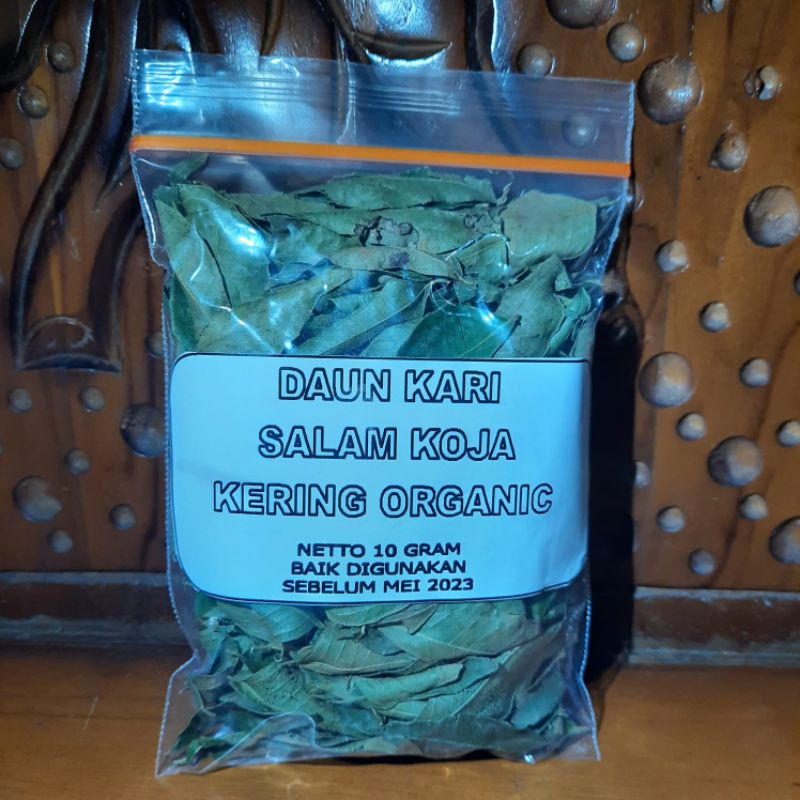 DAUN KARI
SALAM KOJA
KERING ORGANIC
NETTO 10 GRAM
BAIK DIGUNAKAN
SEBELUM MEI 2023